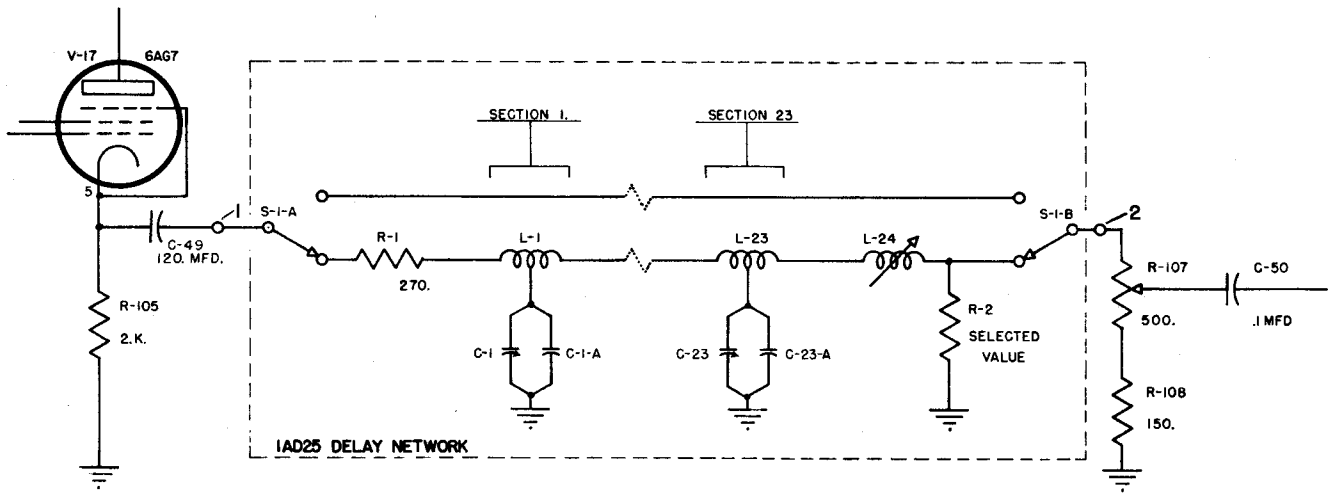 V-17 6AG7
5
C-49
120. MFD.
R-105
2.K.
1
S-1-A
R-1
270.
SECTION 1.
L-1
C-1
C-1-A
SECTION 23
L-23
C-23
C-23-A
L-24
R-2
SELECTED
VALUE
S-1-B
2
R-107
500.
C-50
.1 MFD
R-108
150.
1AD25 DELAY NETWORK